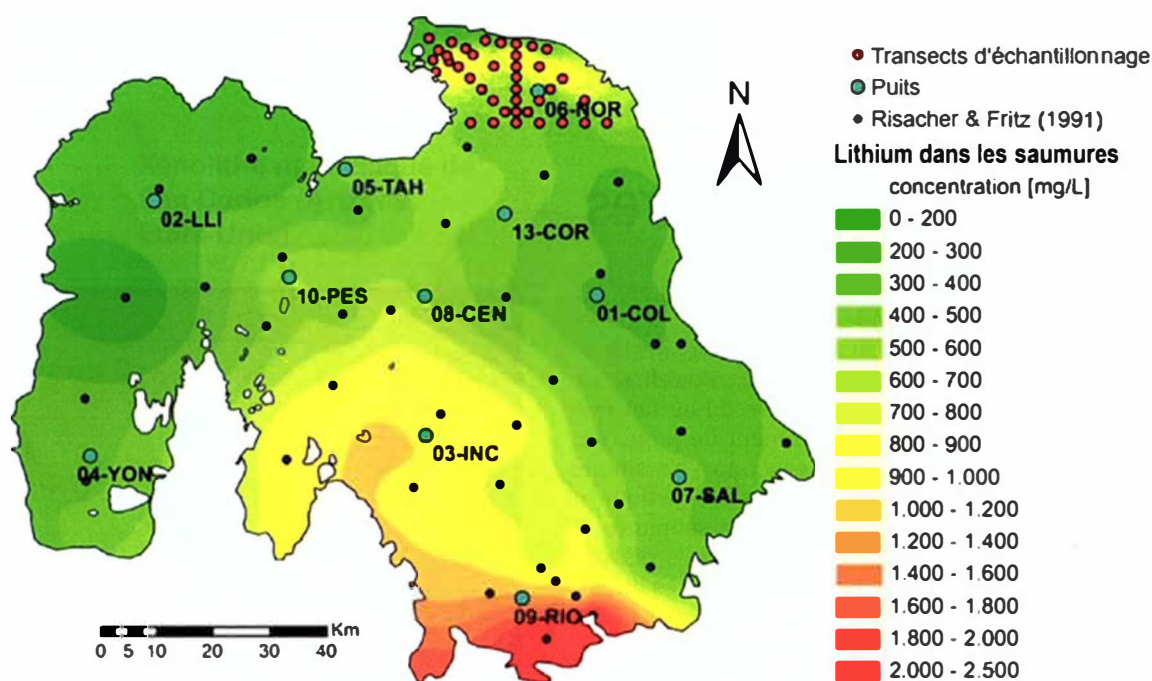 Transects d'échantillonnage
Puits
Risacher & Fritz (1991)
N
Lithium dans les saumures
concentration [mg/L]
0 - 200
200 - 300
300 - 400
400 - 500
500 - 600
600 - 700
700 - 800
800 - 900
900 - 1.000
1.000 - 1.200
1.200 - 1.400
1.400 - 1.600
1.600 - 1.800
1.800 - 2.000
2.000 - 2.500
06-NOR
05-TAH
02-LLI
13-COR
10-PES
08-CEN
01-COL
03-INC
04-YON
07-SAL
09-RIO
Km
0 5 10 20 30 40